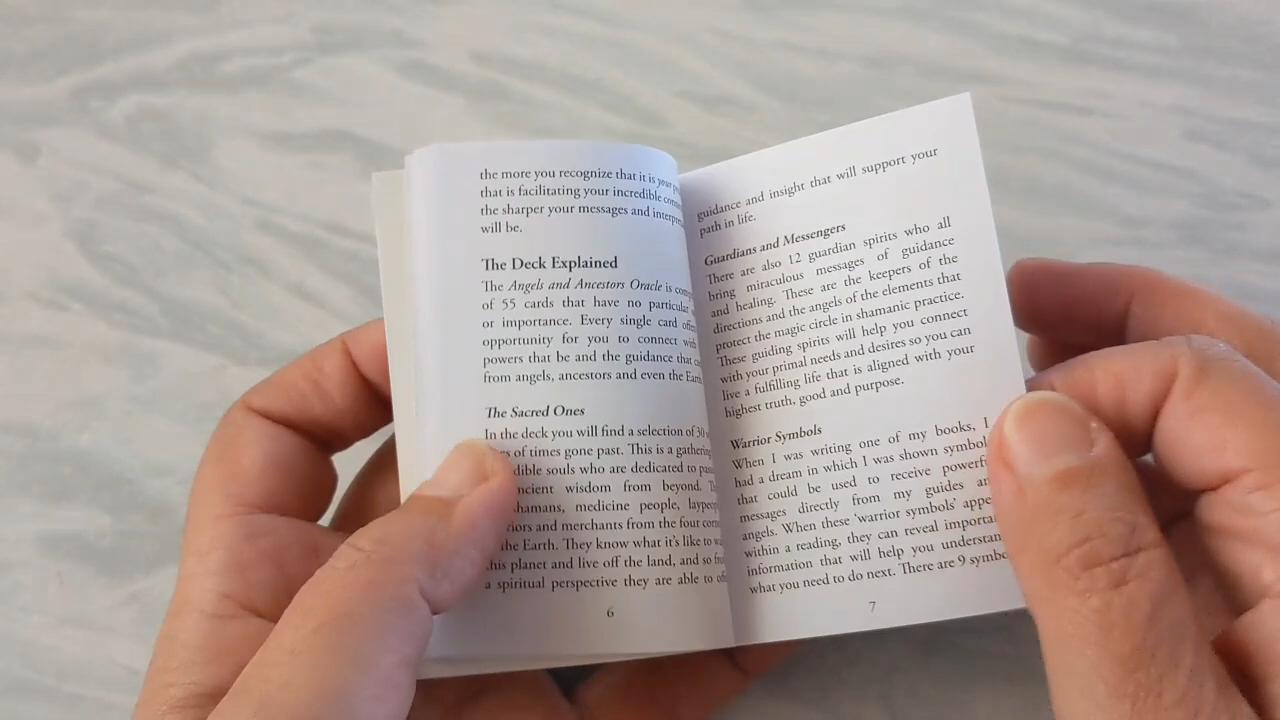 the more you recognize that it is your
that is facilitating your incredible
the sharper your messages and
will be.
The Deck Explained
The Angels and Ancestors Oracle is
of 55 cards that have no particular
or importance. Every single card
opportunity for you to connect with
powers that be and the guidance that
from angels, ancestors and even the Earth
The Sacred Ones
In the deck you will find a selection of 30
of times gone past. This is a gathering
souls who are dedicated to
wisdom from beyond.
medicine people,
and merchants from the four
the Earth. They know what it's like to
this planet and live off the land, and so
a spiritual perspective they are able to
6
guidance and insight that will support your
path in life.
Guardians and Messengers
There are also 12 guardian spirits who all
bring miraculous messages of guidance
and healing. These are the keepers of the
directions and the angels of the elements that
protect the magic circle in shamanic practice.
These guiding spirits will help you connect
with your primal needs and desires so you can
live a fulfilling life that is aligned with your
highest truth, good and purpose.
Warrior Symbols
When I was writing one of my books, I
had a dream in which I was shown
that could be used to receive
messages directly from my guides
angels. When these 'warrior symbols'
within a reading, they can reveal
information that will help you
what you need to do next. There are 9
7